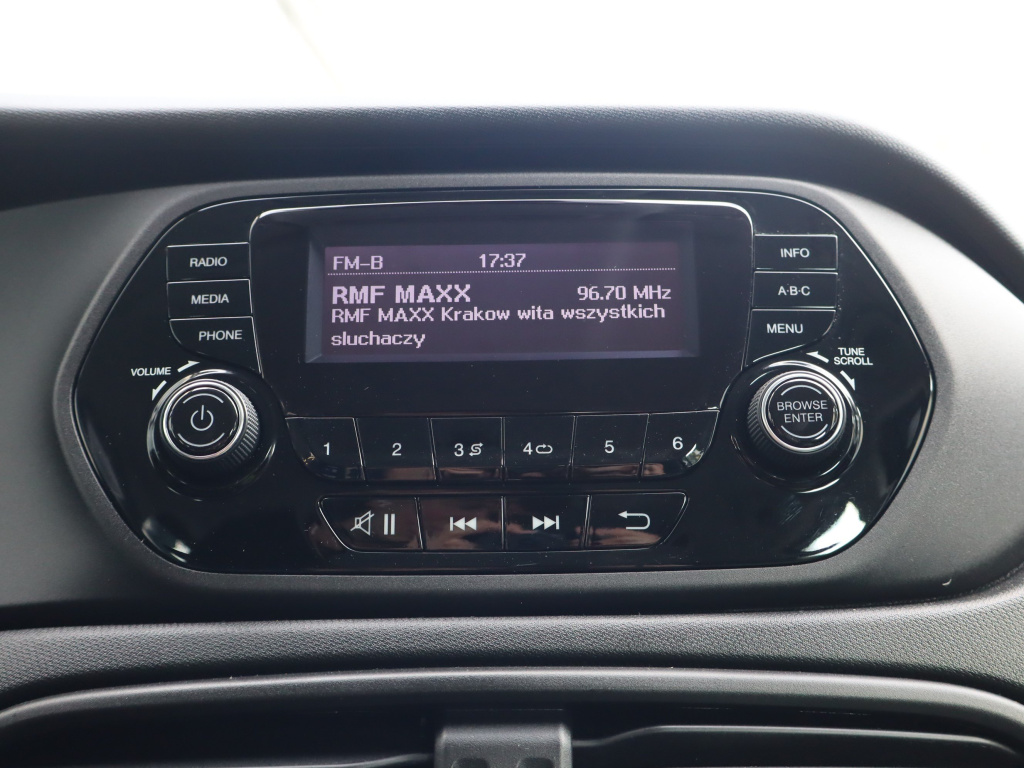 RADIO
MEDIA
PHONE
VOLUME
FM-B 17:37
RMF MAXX 96.70 MHz
RMF MAXX Krakow wita wszystkich
sluchaczy
INFO
A·B·C
MENU
TUNE
SCROLL
BROWSE
ENTER
1 2 3 4 5 6